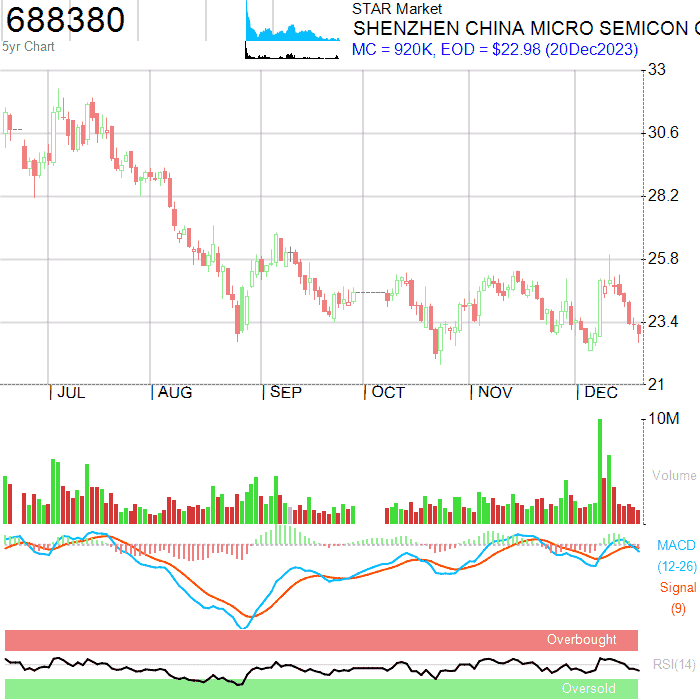 688380
5yr Chart
STAR Market
SHENZHEN CHINA MICRO SEMICON
MC = 920K, EOD = $22.98 (20Dec2023)
33
30.6
28.2
25.8
23.4
21
JUL AUG SEP OCT NOV DEC
10M
Volume
MACD
(12-26)
Signal
(9)
Overbought
RSI(14)
Oversold